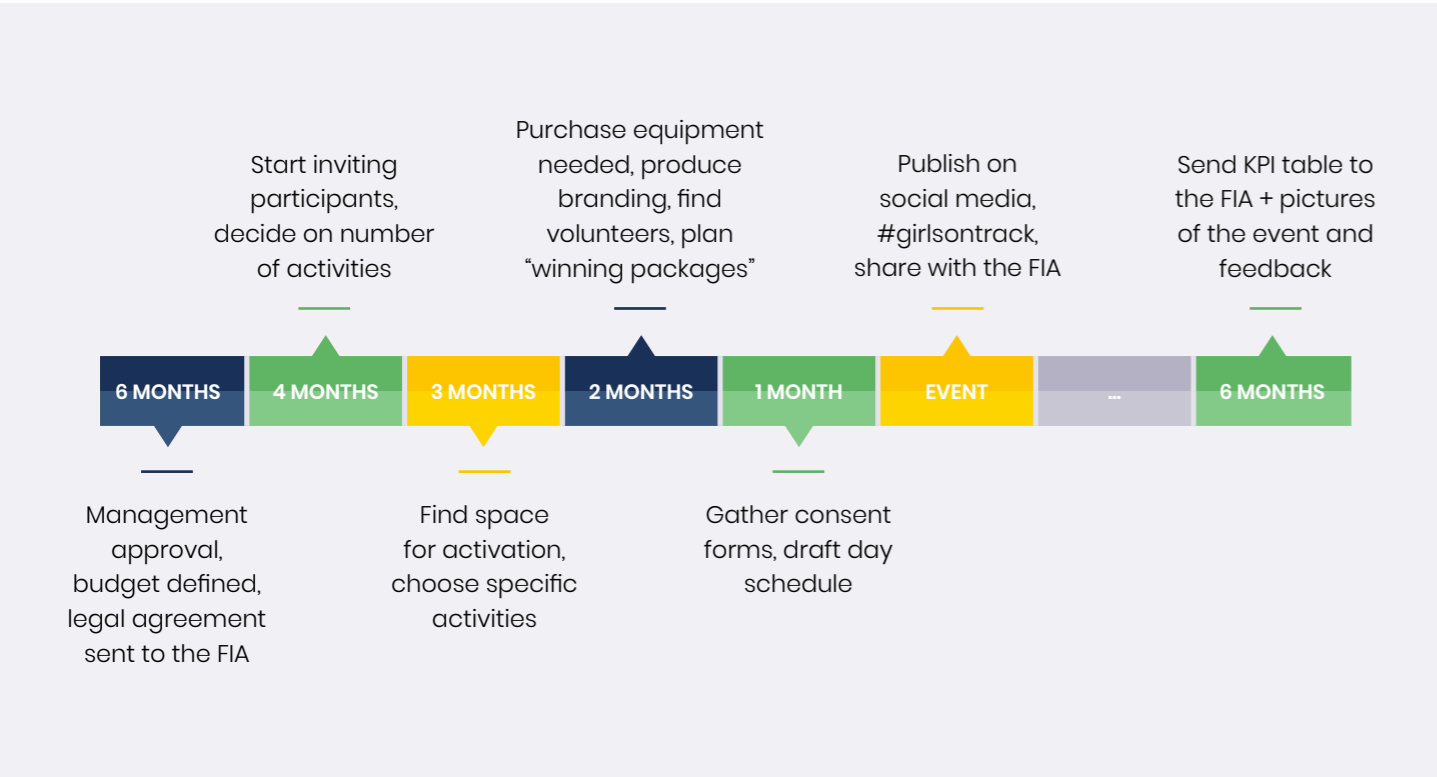 Start inviting
participants,
decide on number
of activities
Purchase equipment
needed, produce
branding, find
volunteers, plan
“winning packages”
Publish on
social media,
#girlsontrack,
share with the FIA
Send KPI table to
the FIA + pictures
of the event and
feedback
6 MONTHS
4 MONTHS
3 MONTHS
2 MONTHS
1 MONTH
EVENT
...
6 MONTHS
Management
approval,
budget defined,
legal agreement
sent to the FIA
Find space
for activation,
choose specific
activities
Gather consent
forms, draft day
schedule